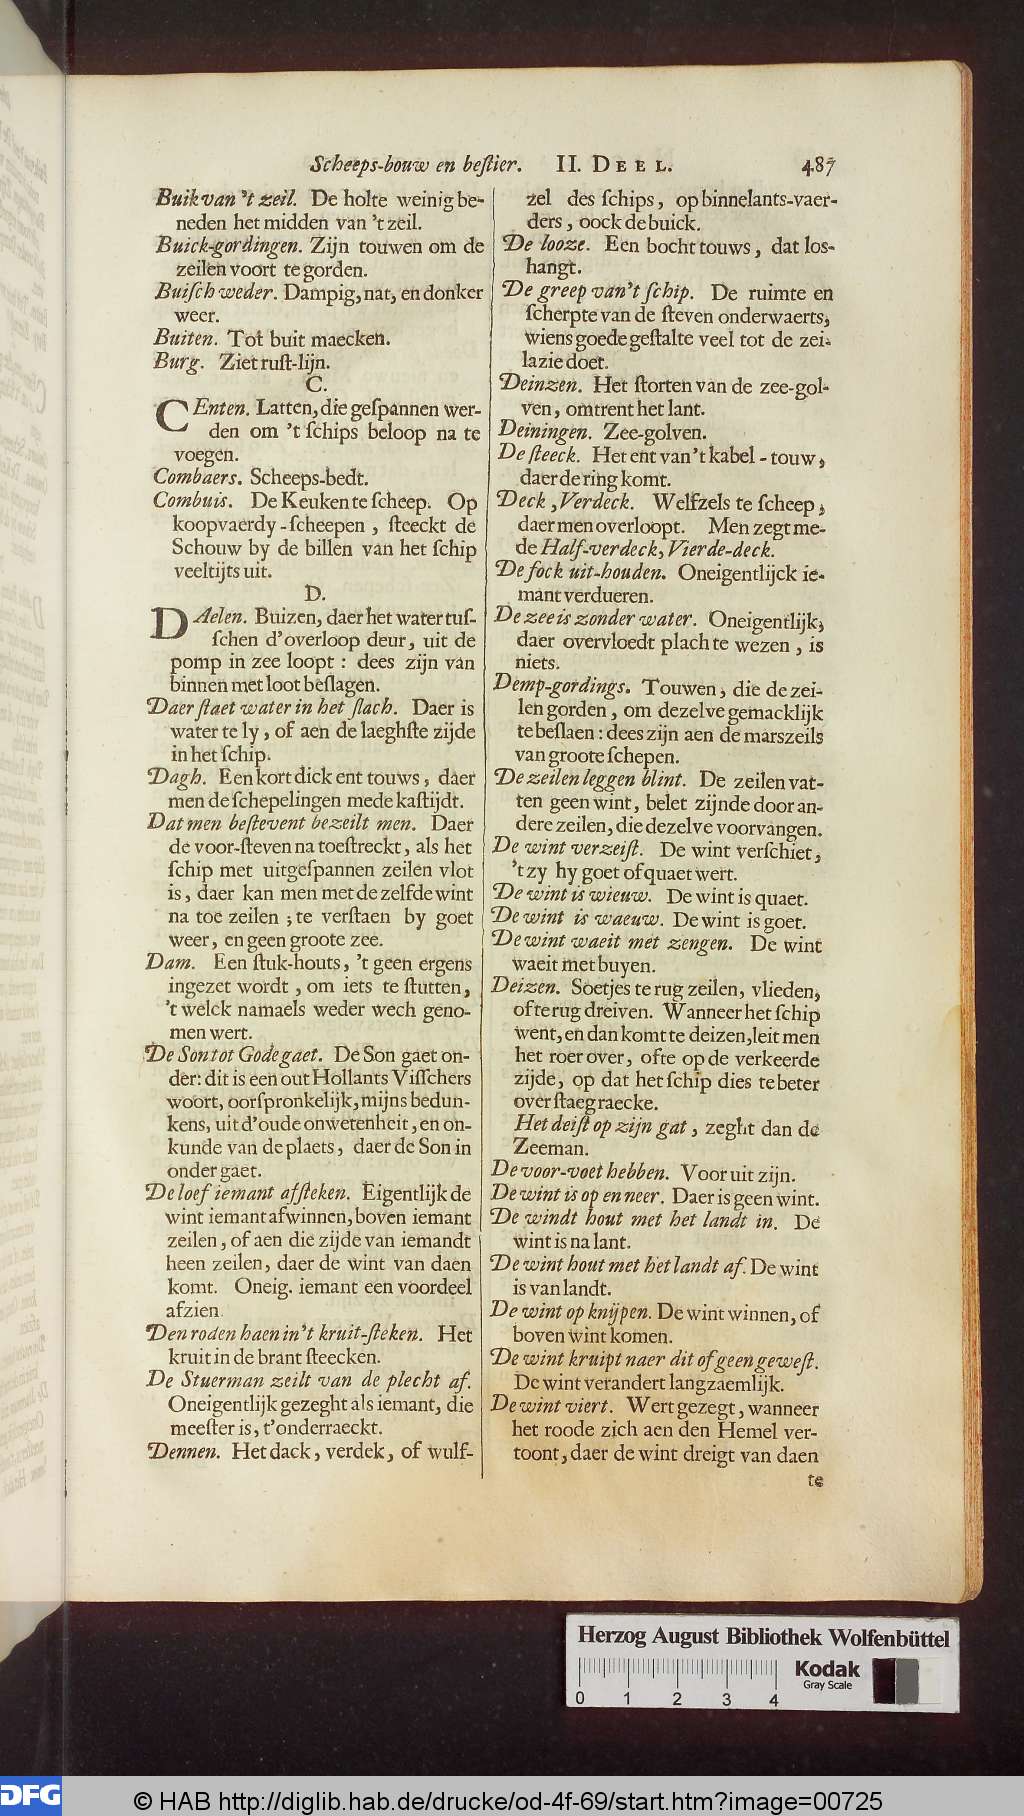 Scheeps-bouw en beſtier. II. DEEL. 487
Buik van 't zeil. De holte weinig be-
neden het midden van 't zeil.
Buick-gordingen. Zijn touwen om de
zeilen voort te gorden.
Buiſch weder. Dampig, nat, en donker
weer.
Buiten. Tot buit maecken.
Burg. Ziet ruſt-lijn.
C.
CEnten. Latten, die geſpannen wer-
den om 't ſchips beloop na te
voegen.
Combaers. Scheeps-bedt.
Combuis. De Keuken te ſcheep. Op
koopvaerdy-ſcheepen, ſteeckt de
Schouw by de billen van het ſchip
veeltijts uit.
D.
DAelen. Buizen, daer het water tuſ-
ſchen d'overloop deur, uit de
pomp in zee loopt : dees zijn van
binnen met loot beſlagen.
Daer ſtaet water in het ſlach. Daer is
water te ly, of aen de laeghſte zijde
in het ſchip.
Dagh. Een kort dick ent touws, daer
men de ſchepelingen mede kaſtijdt.
Dat men beſtevent bezeilt men. Daer
de voor-ſteven na toeſtreckt, als het
ſchip met uitgeſpannen zeilen vlot
is, daer kan men met de zelfde wint
na toe zeilen ; te verſtaen by goet
weer, en geen groote zee.
Dam. Een ſtuk-houts, 't geen ergens
ingezet wordt, om iets te ſtutten,
't welck namaels weder wech geno-
men wert.
De Son tot Gode gaet. De Son gaet on-
der: dit is een out Hollants Viſſchers
woort, oorſpronkelijk, mijns bedun-
kens, uit d'oude onwetenheit, en on-
kunde van de plaets, daer de Son in
onder gaet.
De loef iemant afſteken. Eigentlijk de
wint iemant afwinnen, boven iemant
zeilen, of aen die zijde van iemandt
heen zeilen, daer de wint van daen
komt. Oneig. iemant een voordeel
afzien
Den roden haen in't kruit-ſteken. Het
kruit in de brant ſteecken.
De Stuerman zeilt van de plecht af.
Oneigentlijk gezeght als iemant, die
meeſter is, t'onderraeckt.
Dennen. Het dack, verdek, of wulf-
zel des ſchips, op binnelants-vaer-
ders, oock de buick.
De looze. Een bocht touws, dat los-
hangt.
De greep van't ſchip. De ruimte en
ſcherpte van de ſteven onderwaerts,
wiens goede geſtalte veel tot de zei-
lazie doet.
Deinzen. Het ſtorten van de zee-gol-
ven, omtrent het lant.
Deiningen. Zee-golven.
De ſteeck. Het ent van't kabel-touw,
daer de ring komt.
Deck, Verdeck. Welfzels te ſcheep,
daer men overloopt. Men zegt me-
de Half-verdeck, Vierde-deck.
De fock uit-houden. Oneigentlijck ie-
mant verdueren.
De zee is zonder water. Oneigentlijk,
daer overvloedt plach te wezen, is
niets.
Demp-gordings. Touwen, die de zei-
len gorden, om dezelve gemacklijk
te beſlaen : dees zijn aen de marszeils
van groote ſchepen.
De zeilen leggen blint. De zeilen vat-
ten geen wint, belet zijnde door an-
dere zeilen, die dezelve voorvangen.
De wint verzeiſt. De wint verſchiet,
't zy hy goet of quaet wert.
De wint is wieuw. De wint is quaet.
De wint is waeuw. De wint is goet.
De wint waeit met zengen. De wint
waeit met buyen.
Deizen. Soetjes te rug zeilen, vlieden,
of te rug dreiven. Wanneer het ſchip
went, en dan komt te deizen, leit men
het roer over, ofte op de verkeerde
zijde, op dat het ſchip dies te beter
over ſtaeg raecke.
Het deiſt op zijn gat, zeght dan de
Zeeman.
De voor-voet hebben. Voor uit zijn.
De wint is op en neer. Daer is geen wint.
De windt hout met het landt in. De
wint is na lant.
De wint hout met het landt af. De wint
is van landt.
De wint op knijpen. De wint winnen, of
boven wint komen.
De wint kruipt naer dit of geen geweſt.
De wint verandert langzaemlijk.
De wint viert. Wert gezegt, wanneer
het roode zich aen den Hemel ver-
toont, daer de wint dreigt van daen
te
Herzog August Bibliothek Wolfenbüttel
Kodak
Gray Scale
0 1 2 3 4
DFG © HAB http://diglib.hab.de/drucke/od-4f-69/start.htm?image=00725